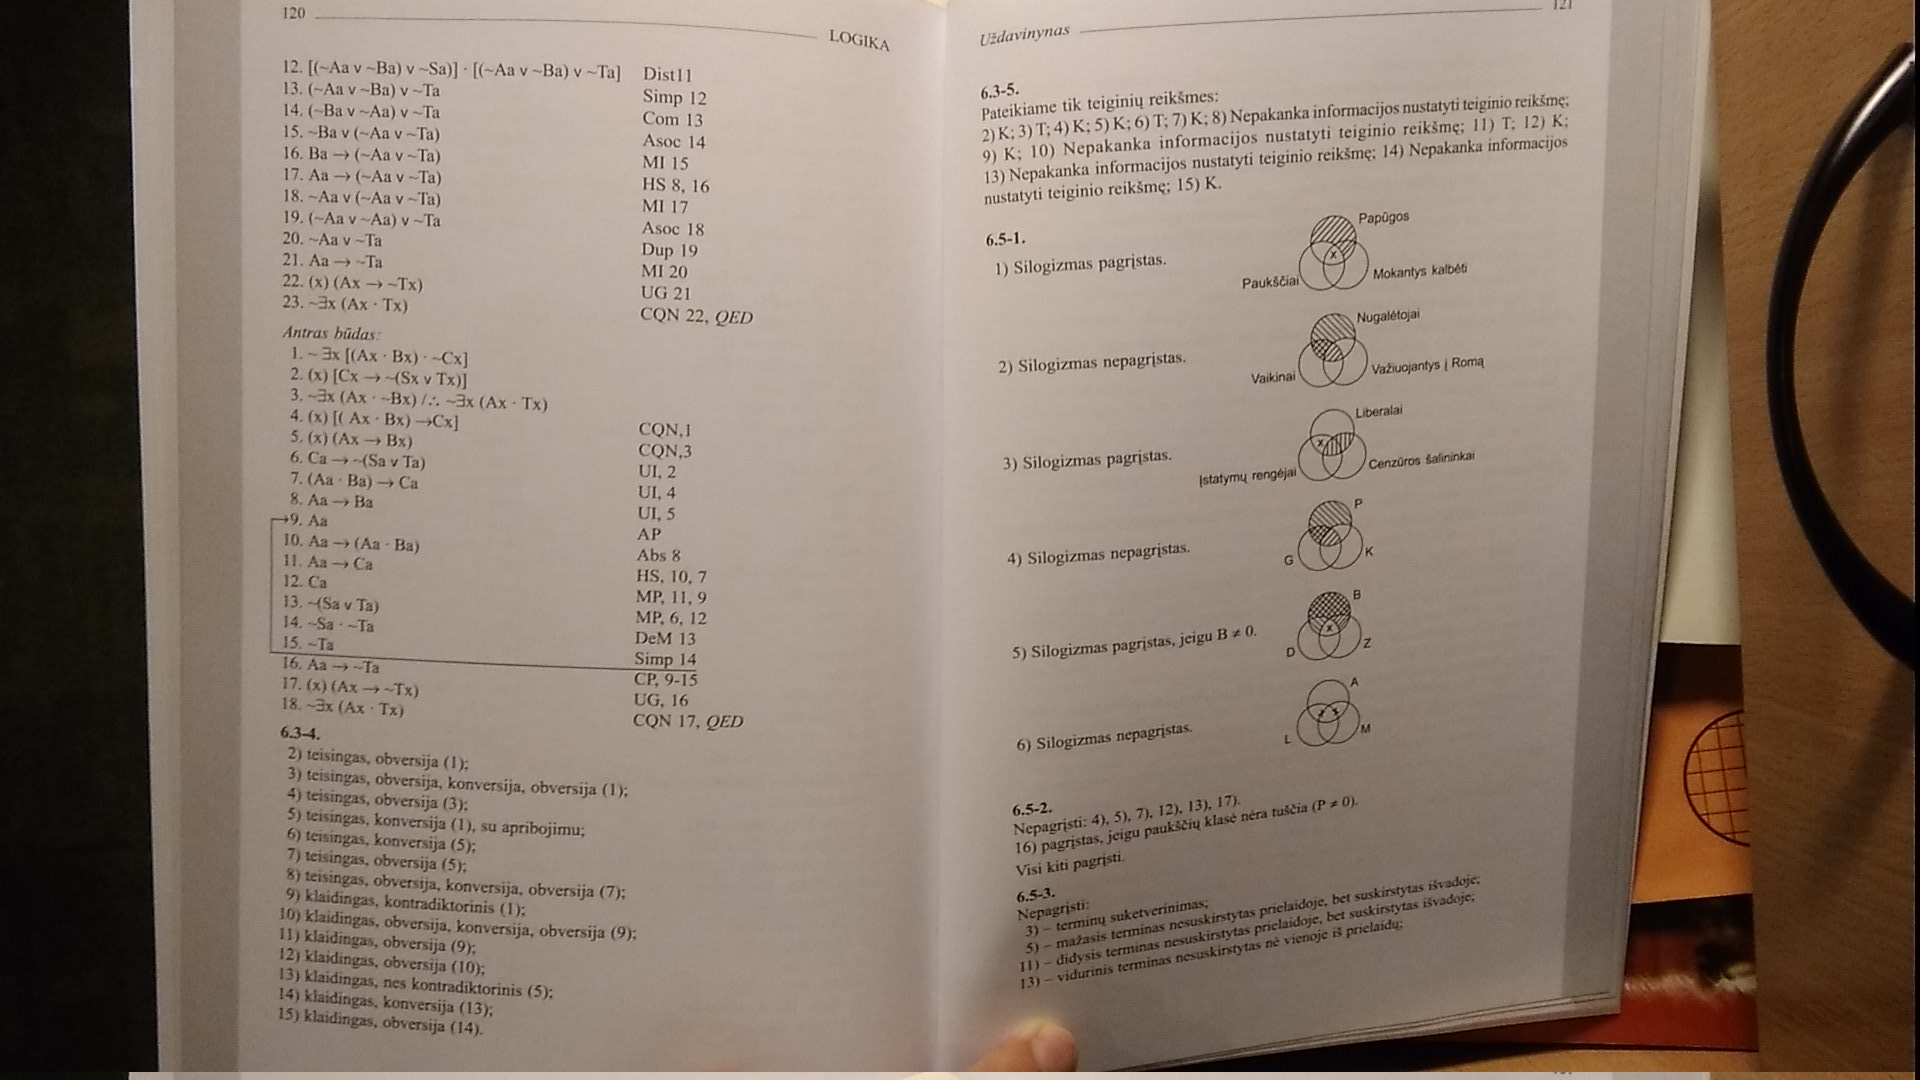 120
LOGIKA
12. [(~Aa v ~Ba) v ~Sa)] · [(~Aa v ~Ba) v ~Ta] Dist11
13. (~Aa v ~Ba) v ~Ta Simp 12
14. (~Ba v ~Aa) v ~Ta Com 13
15. ~Ba v (~Aa v ~Ta) Asoc 14
16. Ba → (~Aa v ~Ta) MI 15
17. Aa → (~Aa v ~Ta) HS 8, 16
18. ~Aa v (~Aa v ~Ta) MI 17
19. (~Aa v ~Aa) v ~Ta Asoc 18
20. ~Aa v ~Ta Dup 19
21. Aa → ~Ta MI 20
22. (x) (Ax → ~Tx) UG 21
23. ~∃x (Ax · Tx) CQN 22, QED
Antras būdas:
1. ~ ∃x [(Ax · Bx) · ~Cx]
2. (x) [Cx → ~(Sx v Tx)]
3. ~∃x (Ax · ~Bx) /∴ ~∃x (Ax · Tx)
4. (x) [( Ax · Bx) →Cx] CQN,1
5. (x) (Ax → Bx) CQN,3
6. Ca → ~(Sa v Ta) UI, 2
7. (Aa · Ba) → Ca UI, 4
8. Aa → Ba UI, 5
9. Aa AP
10. Aa → (Aa · Ba) Abs 8
11. Aa → Ca HS, 10, 7
12. Ca MP, 11, 9
13. ~(Sa v Ta) MP, 6, 12
14. ~Sa · ~Ta DeM 13
15. ~Ta Simp 14
16. Aa → ~Ta CP, 9-15
17. (x) (Ax → ~Tx) UG, 16
18. ~∃x (Ax · Tx) CQN 17, QED
6.3-4.
2) teisingas, obversija (1);
3) teisingas, obversija, konversija, obversija (1);
4) teisingas, obversija (3);
5) teisingas, konversija (1), su apribojimu;
6) teisingas, konversija (5);
7) teisingas, obversija (5);
8) teisingas, obversija, konversija, obversija (7);
9) klaidingas, kontradiktorinis (1);
10) klaidingas, obversija, konversija, obversija (9);
11) klaidingas, obversija (9);
12) klaidingas, obversija (10);
13) klaidingas, nes kontradiktorinis (5);
14) klaidingas, konversija (13);
15) klaidingas, obversija (14).
Uždavinynas
121
6.3-5.
Pateikiame tik teiginių reikšmes:
2) K; 3) T; 4) K; 5) K; 6) T; 7) K; 8) Nepakanka informacijos nustatyti teiginio reikšmę;
9) K; 10) Nepakanka informacijos nustatyti teiginio reikšmę; 11) T; 12) K;
13) Nepakanka informacijos nustatyti teiginio reikšmę; 14) Nepakanka informacijos
nustatyti teiginio reikšmę; 15) K.
6.5-1.
Papūgos
1) Silogizmas pagrįstas.
x
Paukščiai
Mokantys kalbėti
Nugalėtojai
2) Silogizmas nepagrįstas.
Vaikinai
Važiuojantys į Romą
Liberalai
3) Silogizmas pagrįstas.
x
Įstatymų rengėjai
Cenzūros šalininkai
P
4) Silogizmas nepagrįstas.
G
K
B
5) Silogizmas pagrįstas, jeigu B ≠ 0.
x
D
Z
A
6) Silogizmas nepagrįstas.
L
M
6.5-2.
Nepagrįsti: 4), 5), 7), 12), 13), 17).
16) pagrįstas, jeigu paukščių klasė nėra tuščia (P ≠ 0).
Visi kiti pagrįsti.
6.5-3.
Nepagrįsti:
3) – terminų suketverinimas;
5) – mažasis terminas nesuskirstytas prielaidoje, bet suskirstytas išvadoje;
11) – didysis terminas nesuskirstytas prielaidoje, bet suskirstytas išvadoje;
13) – vidurinis terminas nesuskirstytas nė vienoje iš prielaidų;